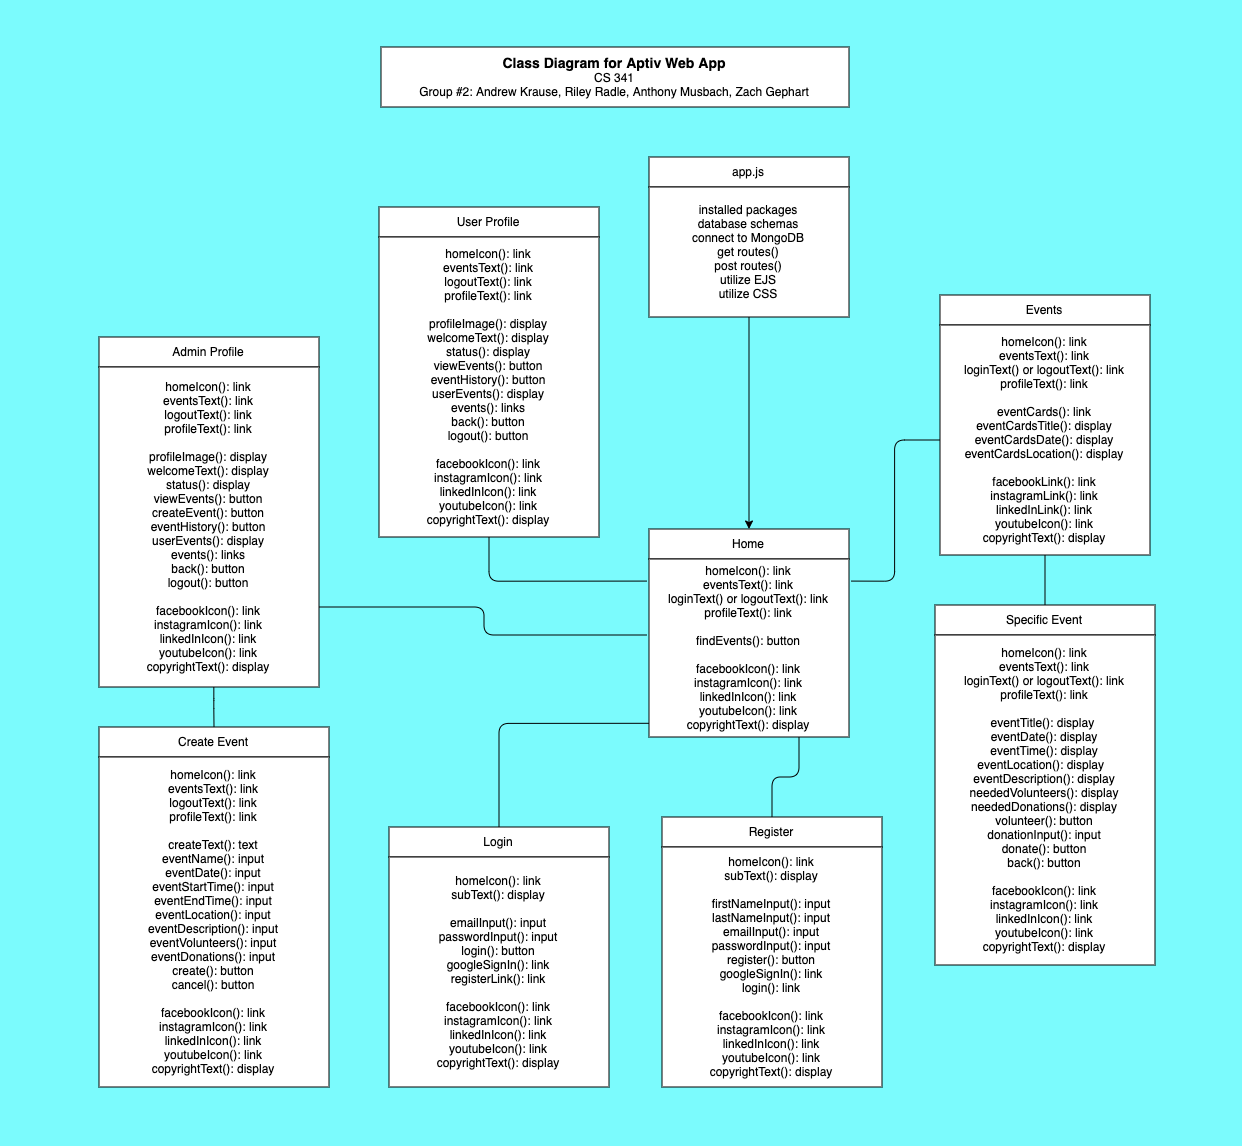 Class Diagram for Aptiv Web App
CS 341
Group #2: Andrew Krause, Riley Radle, Anthony Musbach, Zach Gephart
app.js
installed packages
database schemas
connect to MongoDB
get routes()
post routes()
utilize EJS
utilize CSS
User Profile
homeIcon(): link
eventsText(): link
logoutText(): link
profileText(): link
profileImage(): display
welcomeText(): display
status(): display
viewEvents(): button
eventHistory(): button
userEvents(): display
events(): links
back(): button
logout(): button
facebookIcon(): link
instagramIcon(): link
linkedInIcon(): link
youtubeIcon(): link
copyrightText(): display
Events
homeIcon(): link
eventsText(): link
loginText() or logoutText(): link
profileText(): link
eventCards(): link
eventCardsTitle(): display
eventCardsDate(): display
eventCardsLocation(): display
facebookLink(): link
instagramLink(): link
linkedInLink(): link
youtubeIcon(): link
copyrightText(): display
Admin Profile
homeIcon(): link
eventsText(): link
logoutText(): link
profileText(): link
profileImage(): display
welcomeText(): display
status(): display
viewEvents(): button
createEvent(): button
eventHistory(): button
userEvents(): display
events(): links
back(): button
logout(): button
facebookIcon(): link
instagramIcon(): link
linkedInIcon(): link
youtubeIcon(): link
copyrightText(): display
Home
homeIcon(): link
eventsText(): link
loginText() or logoutText(): link
profileText(): link
findEvents(): button
facebookIcon(): link
instagramIcon(): link
linkedInIcon(): link
youtubeIcon(): link
copyrightText(): display
Specific Event
homeIcon(): link
eventsText(): link
loginText() or logoutText(): link
profileText(): link
eventTitle(): display
eventDate(): display
eventTime(): display
eventLocation(): display
eventDescription(): display
neededVolunteers(): display
neededDonations(): display
volunteer(): button
donationInput(): input
donate(): button
back(): button
facebookIcon(): link
instagramIcon(): link
linkedInIcon(): link
youtubeIcon(): link
copyrightText(): display
Create Event
homeIcon(): link
eventsText(): link
logoutText(): link
profileText(): link
createText(): text
eventName(): input
eventDate(): input
eventStartTime(): input
eventEndTime(): input
eventLocation(): input
eventDescription(): input
eventVolunteers(): input
eventDonations(): input
create(): button
cancel(): button
facebookIcon(): link
instagramIcon(): link
linkedInIcon(): link
youtubeIcon(): link
copyrightText(): display
Login
homeIcon(): link
subText(): display
emailInput(): input
passwordInput(): input
login(): button
googleSignIn(): link
registerLink(): link
facebookIcon(): link
instagramIcon(): link
linkedInIcon(): link
youtubeIcon(): link
copyrightText(): display
Register
homeIcon(): link
subText(): display
firstNameInput(): input
lastNameInput(): input
emailInput(): input
passwordInput(): input
register(): button
googleSignIn(): link
login(): link
facebookIcon(): link
instagramIcon(): link
linkedInIcon(): link
youtubeIcon(): link
copyrightText(): display